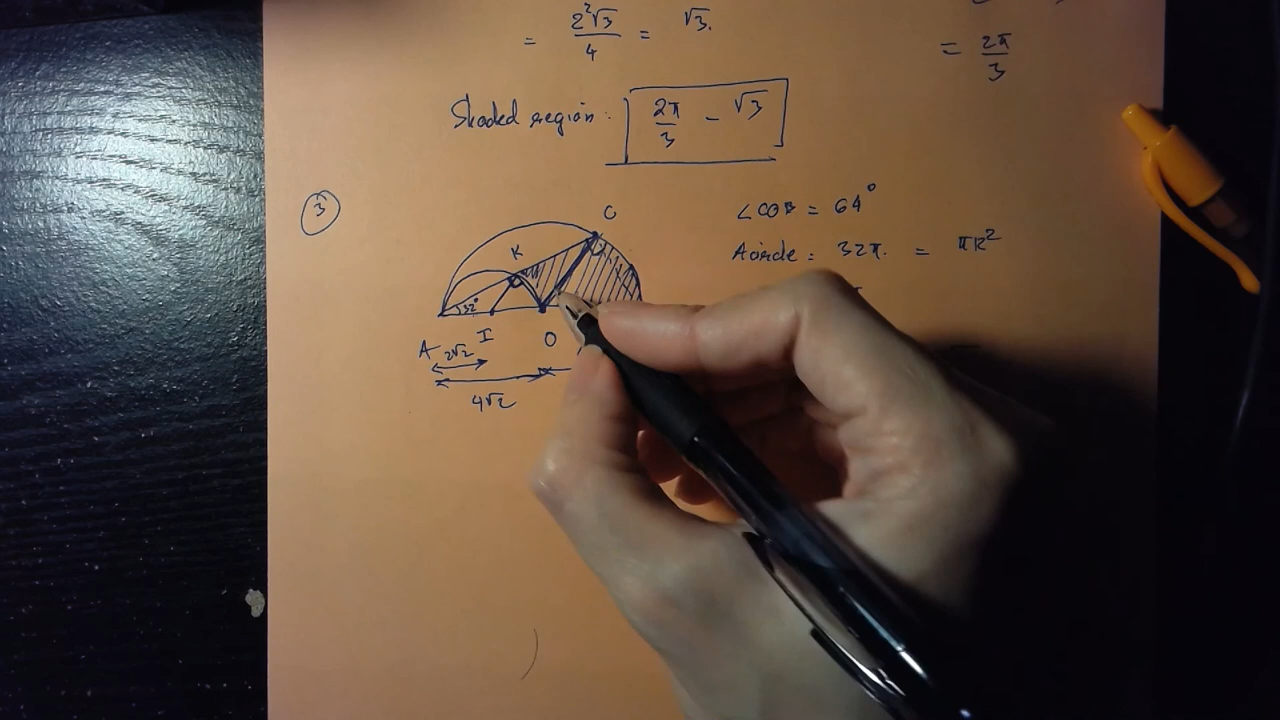 = 2²√3/4 = √3.
= 2π/3
Shaded region: 2π/3 - √3
3
∠COB = 64°
Acircle: 32π. = πR²
C
K
32°
A I O
2√2
4√2